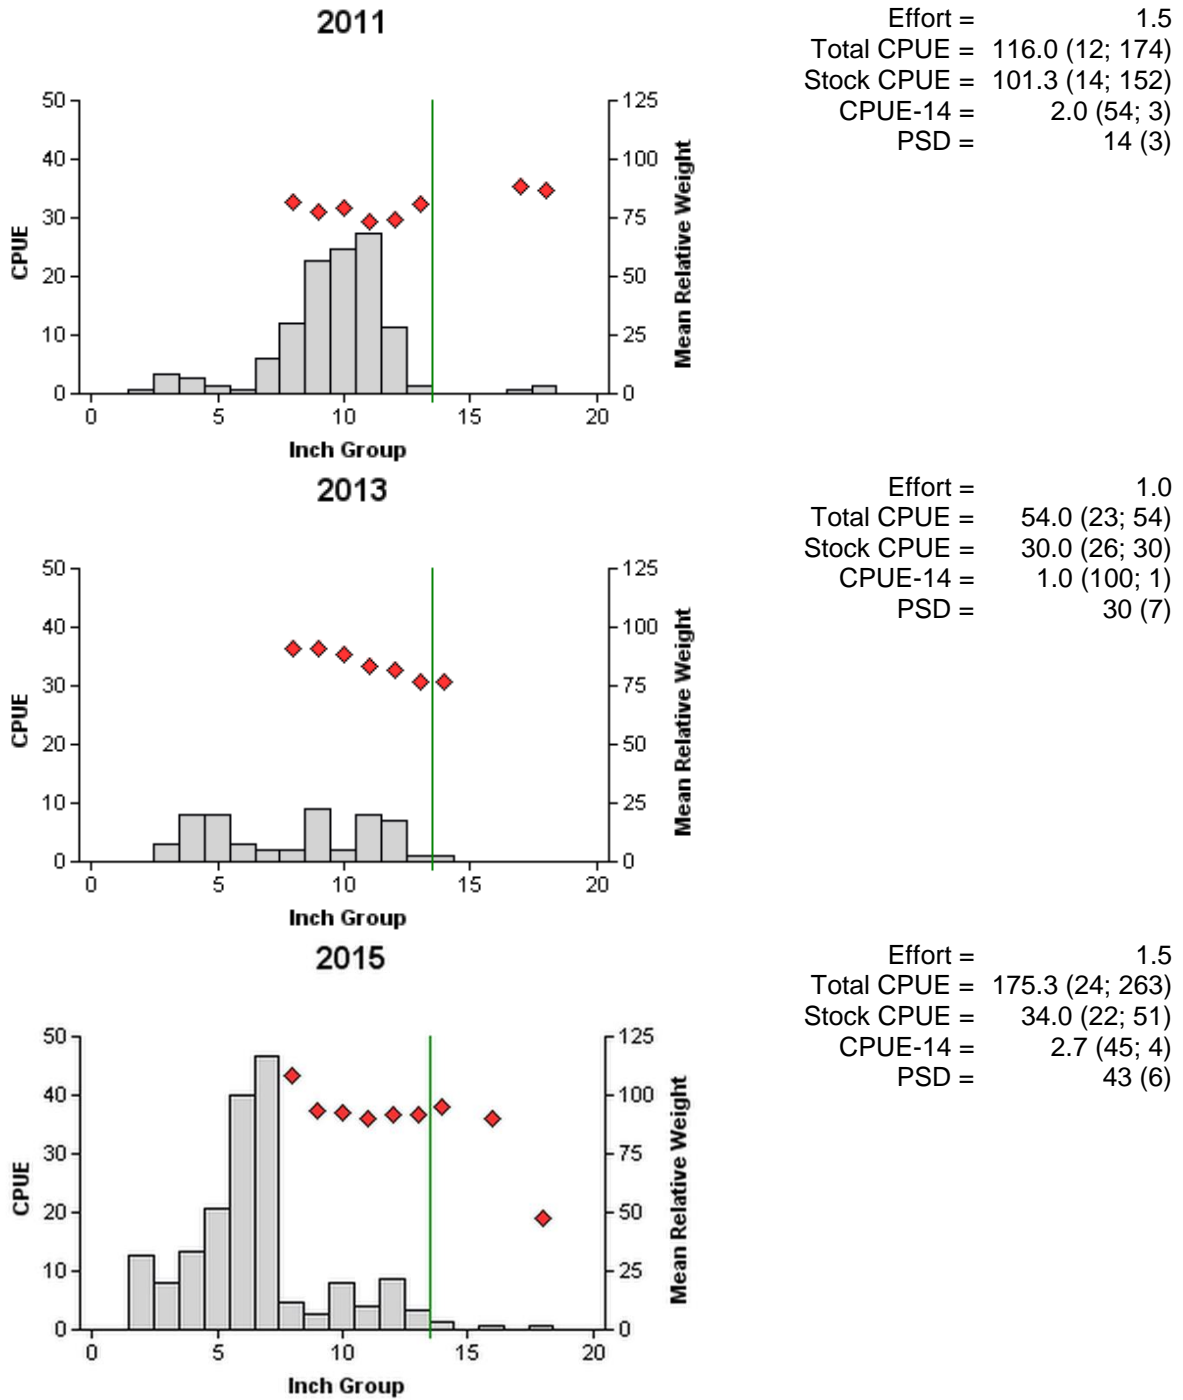 2011
Effort = 1.5
Total CPUE = 116.0 (12; 174)
Stock CPUE = 101.3 (14; 152)
CPUE-14 = 2.0 (54; 3)
PSD = 14 (3)
50 125
40 100
30 75
20 50
10 25
0 0
CPUE
Mean Relative Weight
0 5 10 15 20
Inch Group
2013
Effort = 1.0
Total CPUE = 54.0 (23; 54)
Stock CPUE = 30.0 (26; 30)
CPUE-14 = 1.0 (100; 1)
PSD = 30 (7)
50 125
40 100
30 75
20 50
10 25
0 0
CPUE
Mean Relative Weight
0 5 10 15 20
Inch Group
2015
Effort = 1.5
Total CPUE = 175.3 (24; 263)
Stock CPUE = 34.0 (22; 51)
CPUE-14 = 2.7 (45; 4)
PSD = 43 (6)
50 125
40 100
30 75
20 50
10 25
0 0
CPUE
Mean Relative Weight
0 5 10 15 20
Inch Group